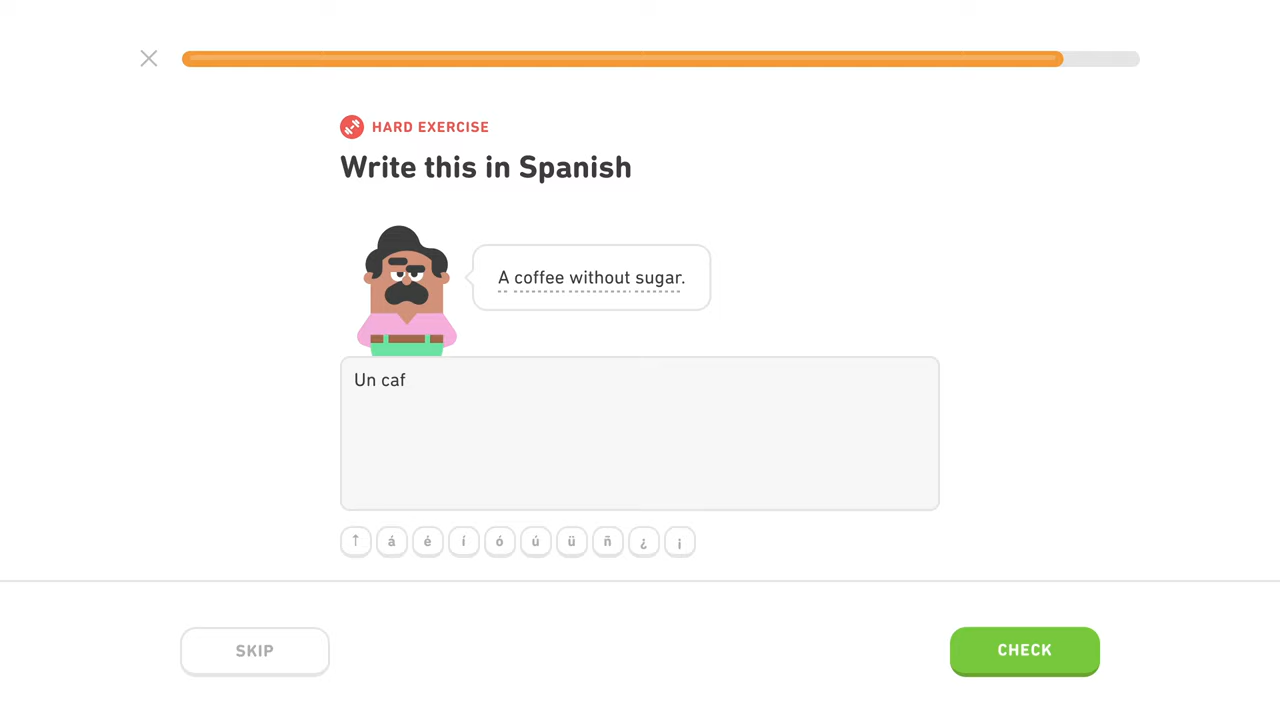 HARD EXERCISE
Write this in Spanish
A coffee without sugar.
Un caf
↑ á é í ó ú ü ñ ¿ ¡
SKIP
CHECK